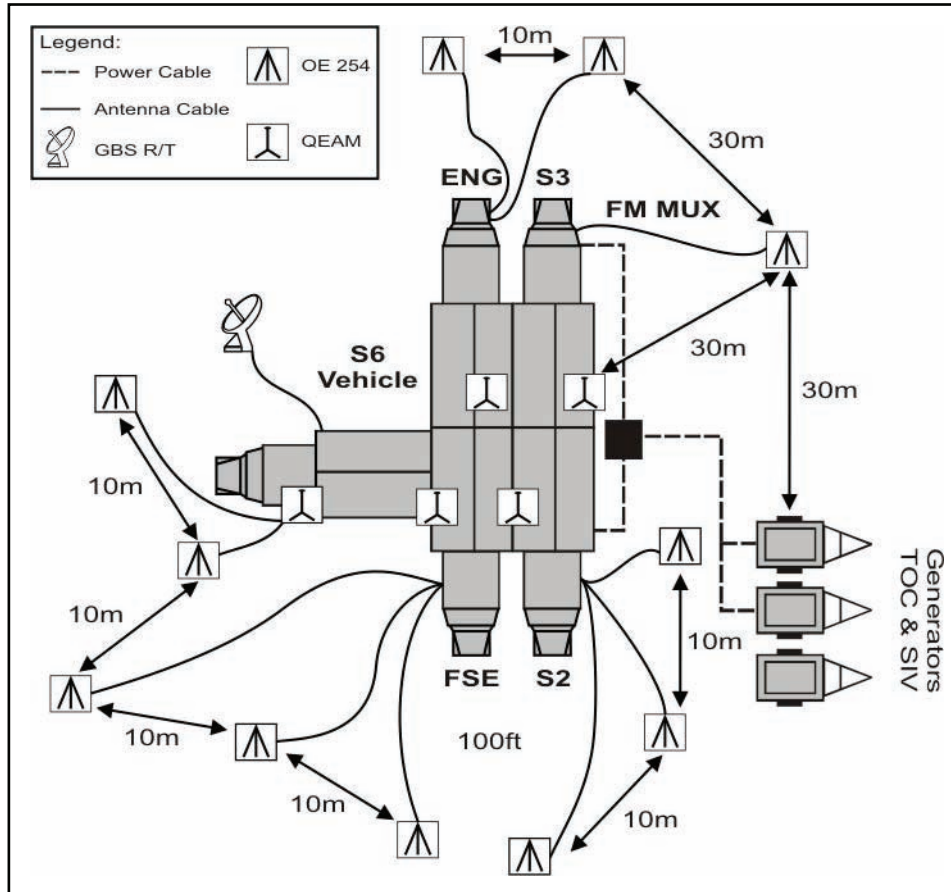 Legend:
Power Cable
OE 254
Antenna Cable
GBS R/T
QEAM
10m
30m
ENG
S3
FM MUX
30m
30m
S6
Vehicle
10m
10m
10m
10m
FSE
S2
100ft
10m
10m
Generators
TOC & SIV